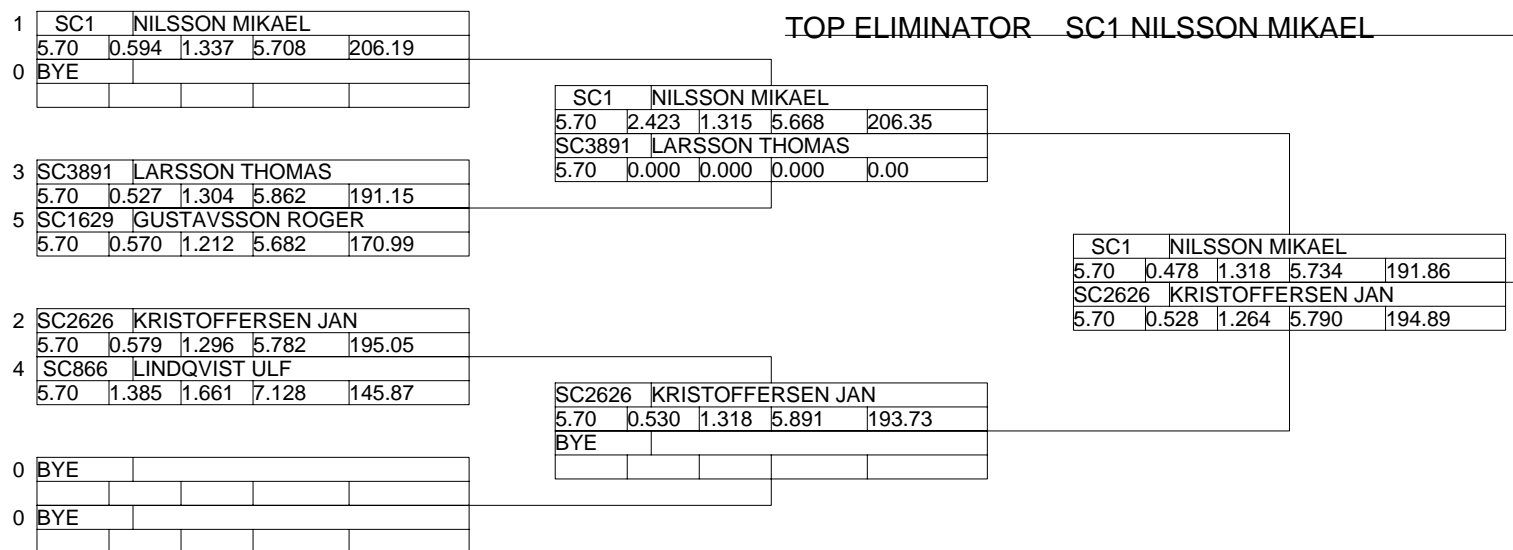 TOP ELIMINATOR SC1 NILSSON MIKAEL
1 SC1 NILSSON MIKAEL
5.70 0.594 1.337 5.708 206.19
0 BYE
3 SC3891 LARSSON THOMAS
5.70 0.527 1.304 5.862 191.15
5 SC1629 GUSTAVSSON ROGER
5.70 0.570 1.212 5.682 170.99
2 SC2626 KRISTOFFERSEN JAN
5.70 0.579 1.296 5.782 195.05
4 SC866 LINDQVIST ULF
5.70 1.385 1.661 7.128 145.87
0 BYE
0 BYE
SC1 NILSSON MIKAEL
5.70 2.423 1.315 5.668 206.35
SC3891 LARSSON THOMAS
5.70 0.000 0.000 0.000 0.00
SC2626 KRISTOFFERSEN JAN
5.70 0.530 1.318 5.891 193.73
BYE
SC1 NILSSON MIKAEL
5.70 0.478 1.318 5.734 191.86
SC2626 KRISTOFFERSEN JAN
5.70 0.528 1.264 5.790 194.89